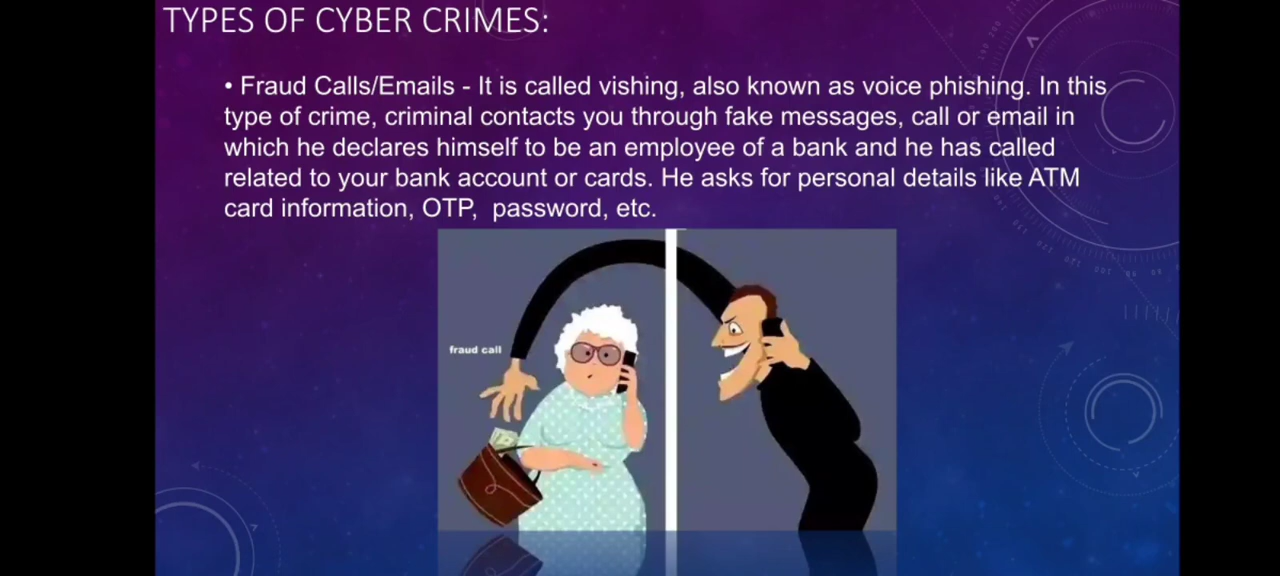 TYPES OF CYBER CRIMES:
• Fraud Calls/Emails - It is called vishing, also known as voice phishing. In this
type of crime, criminal contacts you through fake messages, call or email in
which he declares himself to be an employee of a bank and he has called
related to your bank account or cards. He asks for personal details like ATM
card information, OTP,  password, etc.
fraud call